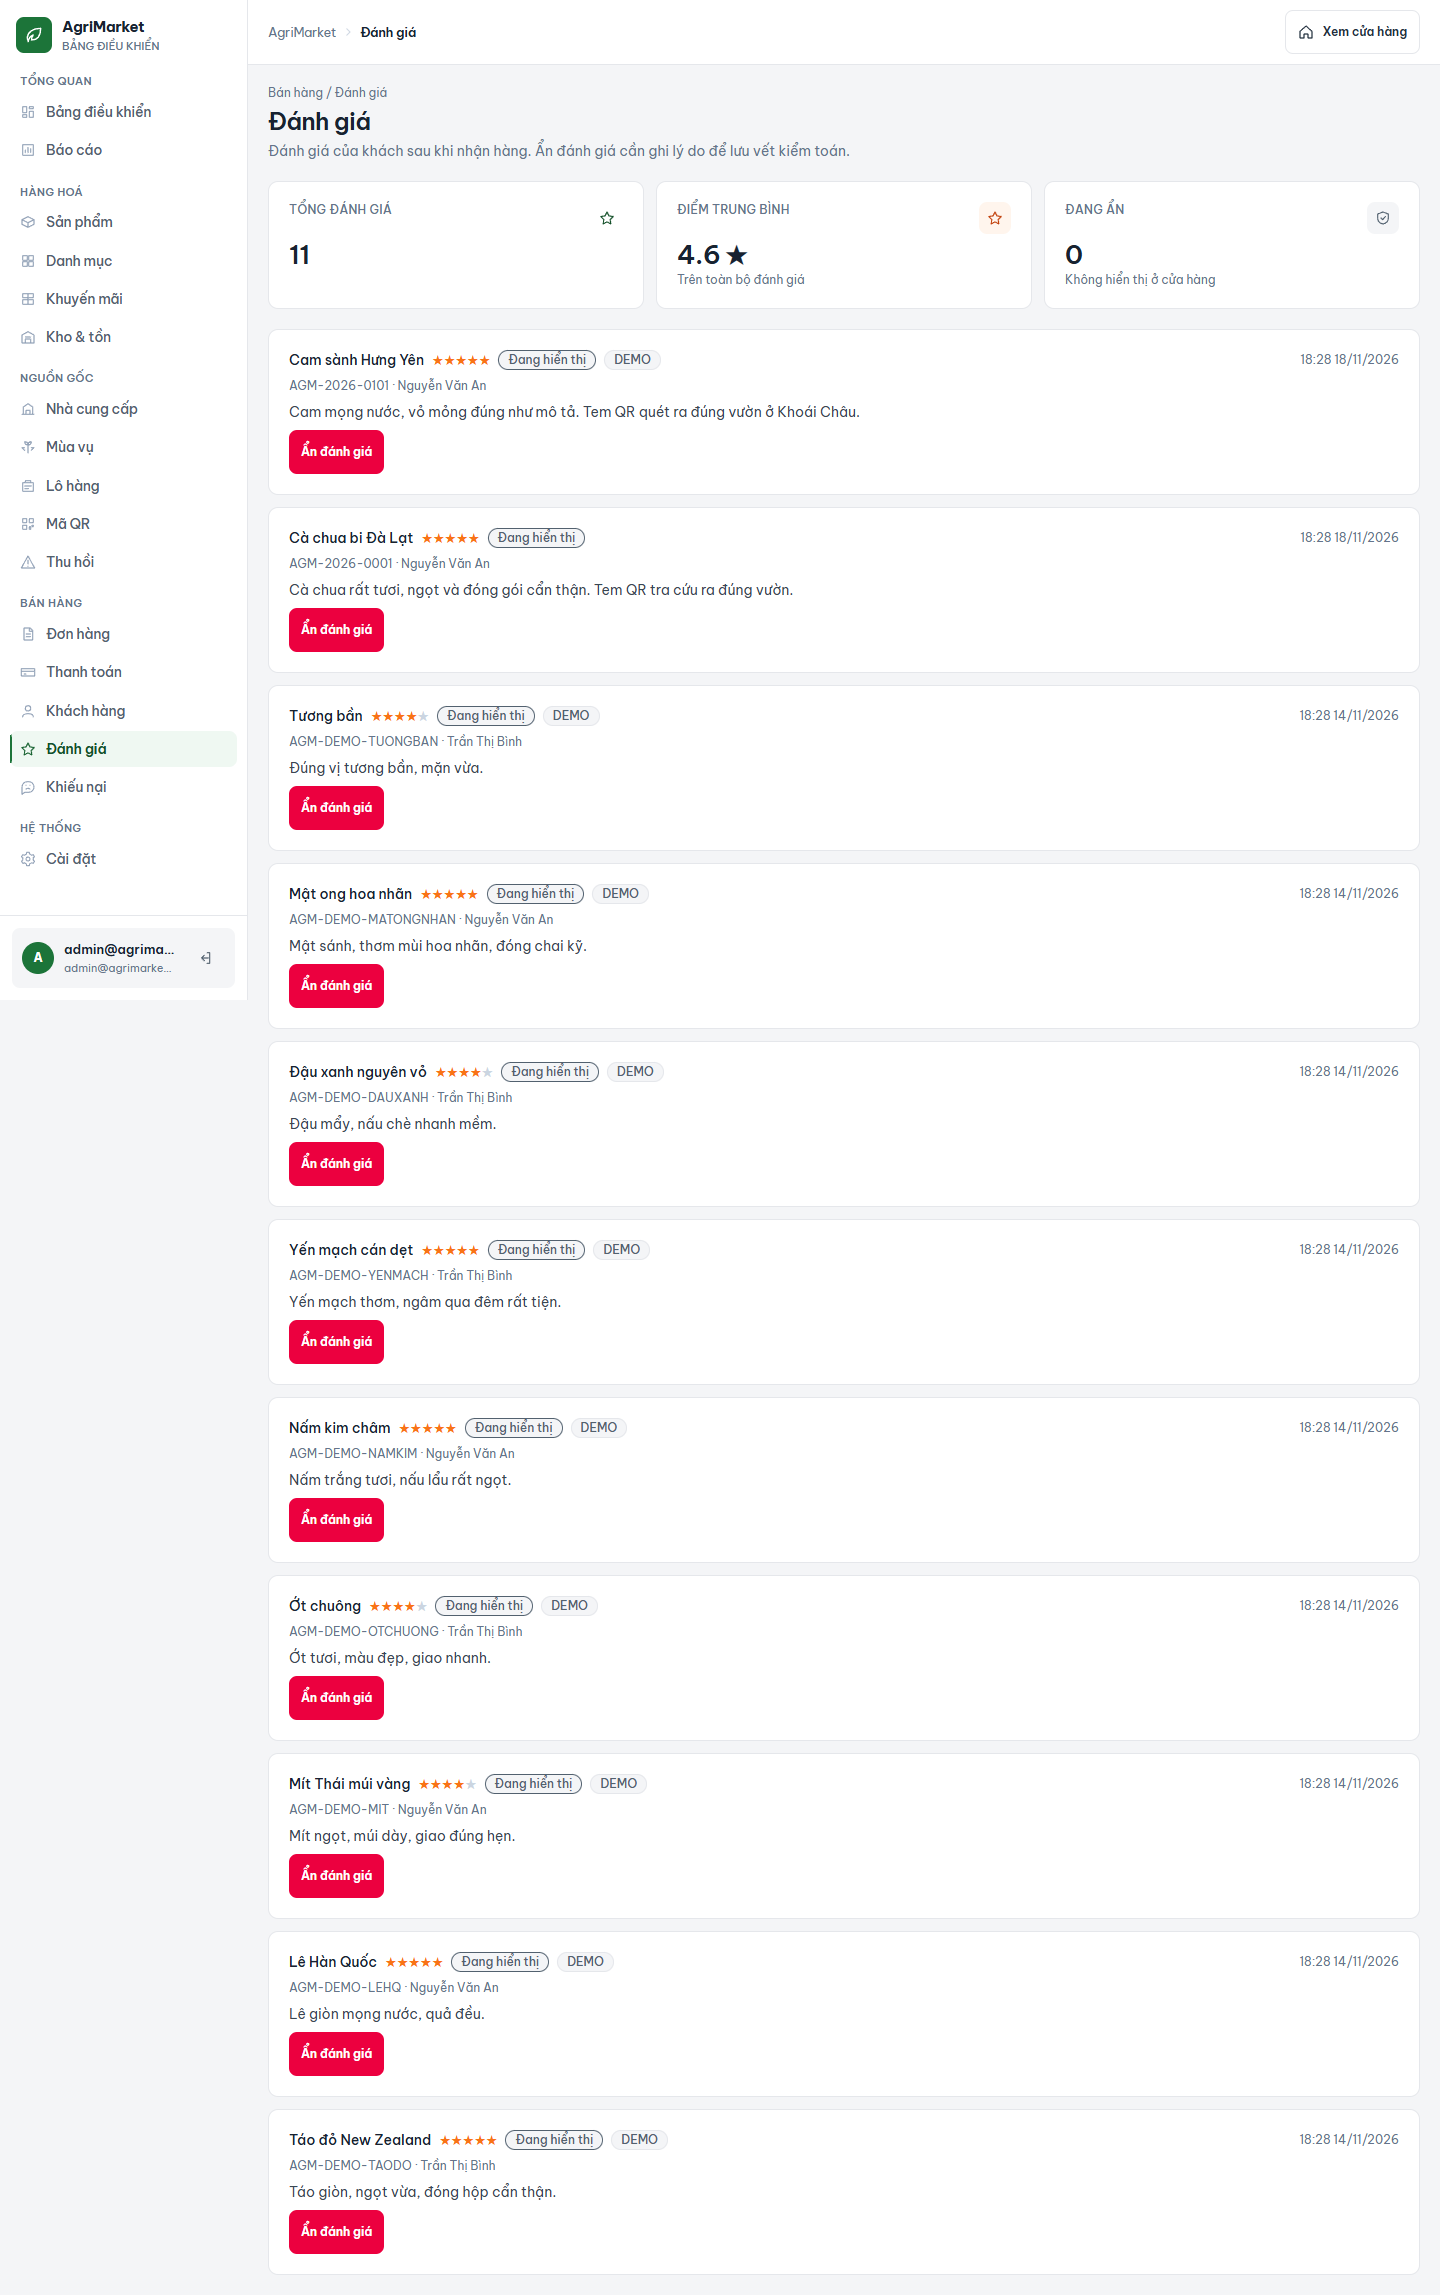 AgriMarket
BẢNG ĐIỀU KHIỂN
TỔNG QUAN
Bảng điều khiển
Báo cáo
HÀNG HOÁ
Sản phẩm
Danh mục
Khuyến mãi
Kho & tồn
NGUỒN GỐC
Nhà cung cấp
Mùa vụ
Lô hàng
Mã QR
Thu hồi
BÁN HÀNG
Đơn hàng
Thanh toán
Khách hàng
Đánh giá
Khiếu nại
HỆ THỐNG
Cài đặt
A
admin@agrima...
admin@agrimarke...
AgriMarket > Đánh giá
Xem cửa hàng
Bán hàng / Đánh giá
Đánh giá
Đánh giá của khách sau khi nhận hàng. Ẩn đánh giá cần ghi lý do để lưu vết kiểm toán.
TỔNG ĐÁNH GIÁ
11
ĐIỂM TRUNG BÌNH
4.6 ★
Trên toàn bộ đánh giá
ĐANG ẨN
0
Không hiển thị ở cửa hàng
Cam sành Hưng Yên ★★★★★ Đang hiển thị DEMO 18:28 18/11/2026
AGM-2026-0101 · Nguyễn Văn An
Cam mọng nước, vỏ mỏng đúng như mô tả. Tem QR quét ra đúng vườn ở Khoái Châu.
Ẩn đánh giá
Cà chua bi Đà Lạt ★★★★★ Đang hiển thị 18:28 18/11/2026
AGM-2026-0001 · Nguyễn Văn An
Cà chua rất tươi, ngọt và đóng gói cẩn thận. Tem QR tra cứu ra đúng vườn.
Ẩn đánh giá
Tương bần ★★★★★ Đang hiển thị DEMO 18:28 14/11/2026
AGM-DEMO-TUONGBAN · Trần Thị Bình
Đúng vị tương bần, mặn vừa.
Ẩn đánh giá
Mật ong hoa nhãn ★★★★★ Đang hiển thị DEMO 18:28 14/11/2026
AGM-DEMO-MATONGNHAN · Nguyễn Văn An
Mật sánh, thơm mùi hoa nhãn, đóng chai kỹ.
Ẩn đánh giá
Đậu xanh nguyên vỏ ★★★★★ Đang hiển thị DEMO 18:28 14/11/2026
AGM-DEMO-DAUXANH · Trần Thị Bình
Đậu mẩy, nấu chè nhanh mềm.
Ẩn đánh giá
Yến mạch cán dẹt ★★★★★ Đang hiển thị DEMO 18:28 14/11/2026
AGM-DEMO-YENMACH · Trần Thị Bình
Yến mạch thơm, ngâm qua đêm rất tiện.
Ẩn đánh giá
Nấm kim châm ★★★★★ Đang hiển thị DEMO 18:28 14/11/2026
AGM-DEMO-NAMKIM · Nguyễn Văn An
Nấm trắng tươi, nấu lẩu rất ngọt.
Ẩn đánh giá
Ớt chuông ★★★★★ Đang hiển thị DEMO 18:28 14/11/2026
AGM-DEMO-OTCHUONG · Trần Thị Bình
Ớt tươi, màu đẹp, giao nhanh.
Ẩn đánh giá
Mít Thái múi vàng ★★★★★ Đang hiển thị DEMO 18:28 14/11/2026
AGM-DEMO-MIT · Nguyễn Văn An
Mít ngọt, múi dày, giao đúng hẹn.
Ẩn đánh giá
Lê Hàn Quốc ★★★★★ Đang hiển thị DEMO 18:28 14/11/2026
AGM-DEMO-LEHQ · Nguyễn Văn An
Lê giòn mọng nước, quả đều.
Ẩn đánh giá
Táo đỏ New Zealand ★★★★★ Đang hiển thị DEMO 18:28 14/11/2026
AGM-DEMO-TAODO · Trần Thị Bình
Táo giòn, ngọt vừa, đóng hộp cẩn thận.
Ẩn đánh giá